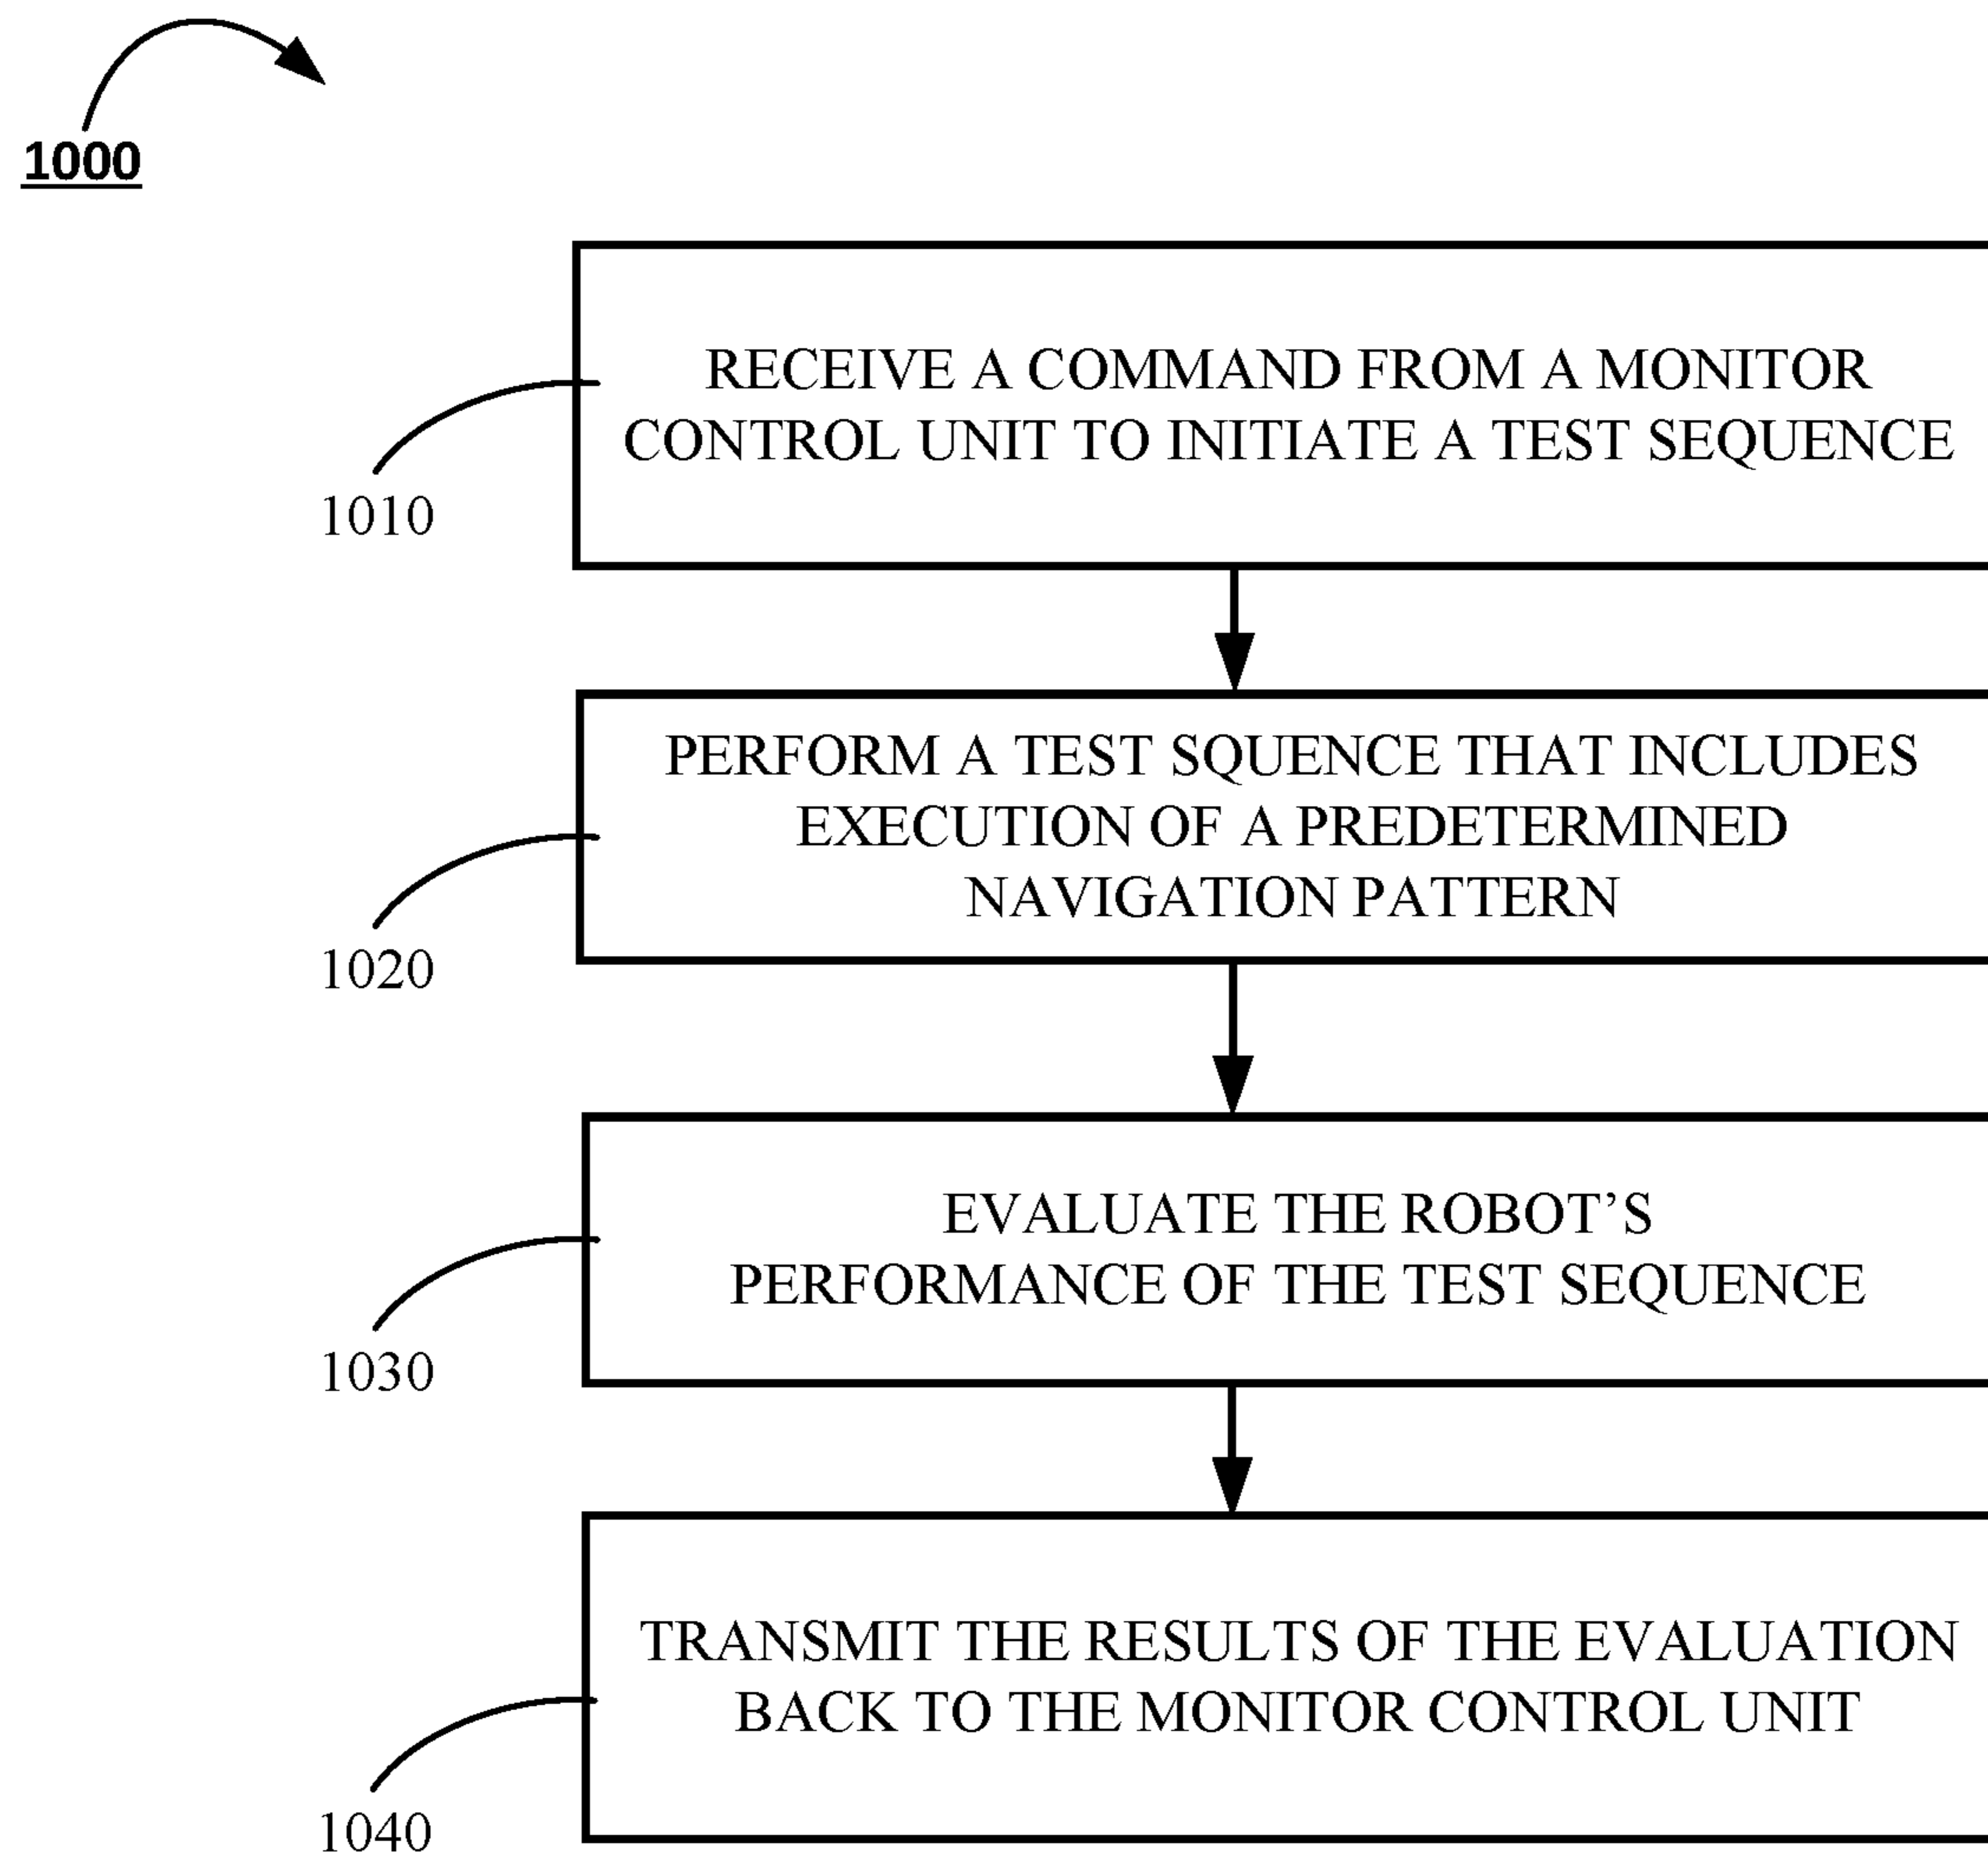 1000
RECEIVE A COMMAND FROM A MONITOR
CONTROL UNIT TO INITIATE A TEST SEQUENCE
1010
PERFORM A TEST SQUENCE THAT INCLUDES
EXECUTION OF A PREDETERMINED
NAVIGATION PATTERN
1020
EVALUATE THE ROBOT’S
PERFORMANCE OF THE TEST SEQUENCE
1030
TRANSMIT THE RESULTS OF THE EVALUATION
BACK TO THE MONITOR CONTROL UNIT
1040